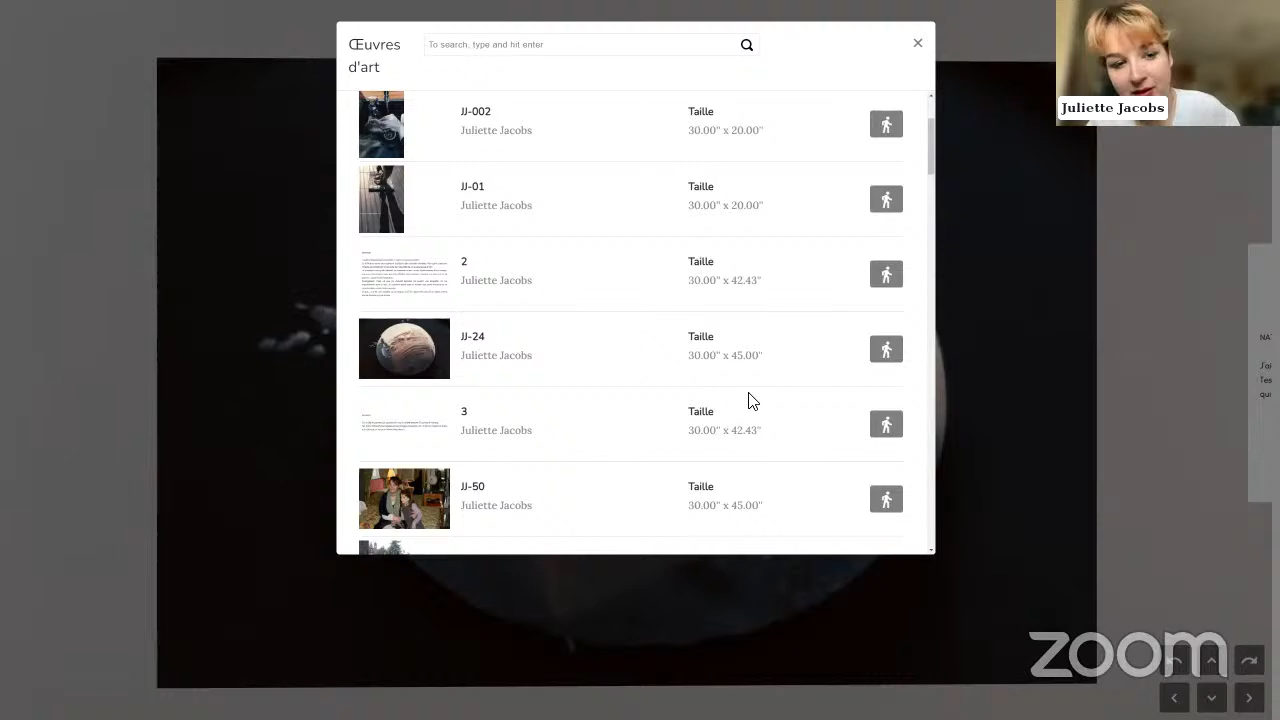 Œuvres
d'art
To search, type and hit enter
×
Juliette Jacobs
JJ-002
Juliette Jacobs
Taille
30.00" x 20.00"
JJ-01
Juliette Jacobs
Taille
30.00" x 20.00"
2
Juliette Jacobs
Taille
30.00" x 42.43"
JJ-24
Juliette Jacobs
Taille
30.00" x 45.00"
3
Juliette Jacobs
Taille
30.00" x 42.43"
JJ-50
Juliette Jacobs
Taille
30.00" x 45.00"
zoom